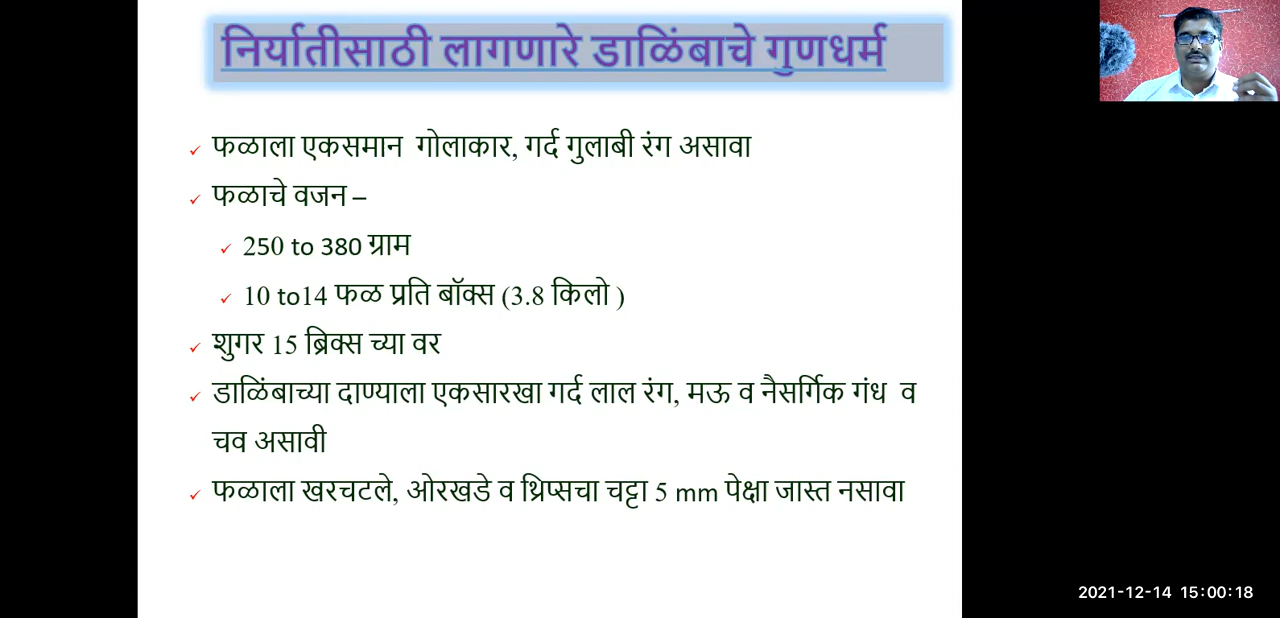 निर्यातीसाठी लागणारे डाळिंबाचे गुणधर्म
फळाला एकसमान गोलाकार, गर्द गुलाबी रंग असावा
फळाचे वजन –
250 to 380 ग्राम
10 to14 फळ प्रति बॉक्स (3.8 किलो )
शुगर 15 ब्रिक्स च्या वर
डाळिंबाच्या दाण्याला एकसारखा गर्द लाल रंग, मऊ व नैसर्गिक गंध व
चव असावी
फळाला खरचटले, ओरखडे व थ्रिप्सचा चट्टा 5 mm पेक्षा जास्त नसावा
2021-12-14 15:00:18